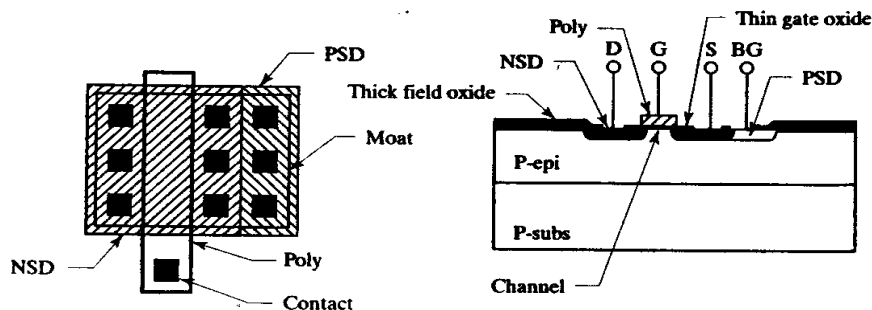 PSD
Moat
NSD
Poly
Contact
Thin gate oxide
Poly
D
G
S
BG
NSD
PSD
Thick field oxide
P-epi
P-subs
Channel